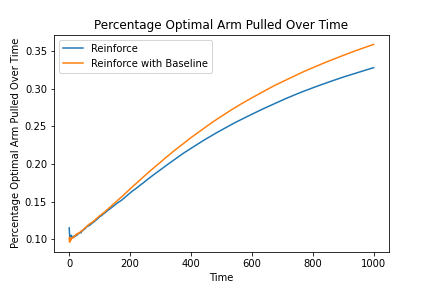 Percentage Optimal Arm Pulled Over Time
Reinforce
Reinforce with Baseline
Percentage Optimal Arm Pulled Over Time
0.35
0.30
0.25
0.20
0.15
0.10
0 200 400 600 800 1000
Time